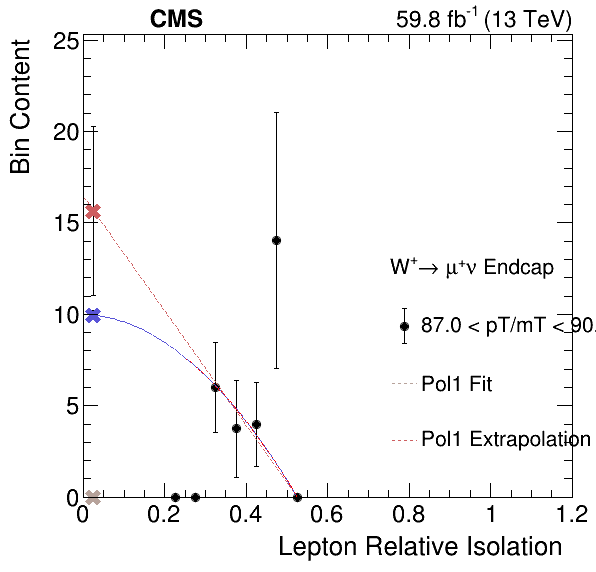 CMS
59.8 fb⁻¹ (13 TeV)
Bin Content
25
20
15
10
5
0
W⁺→ μ⁺ν Endcap
87.0 < pT/mT < 90.
Pol1 Fit
Pol1 Extrapolation
0 0.2 0.4 0.6 0.8 1 1.2
Lepton Relative Isolation